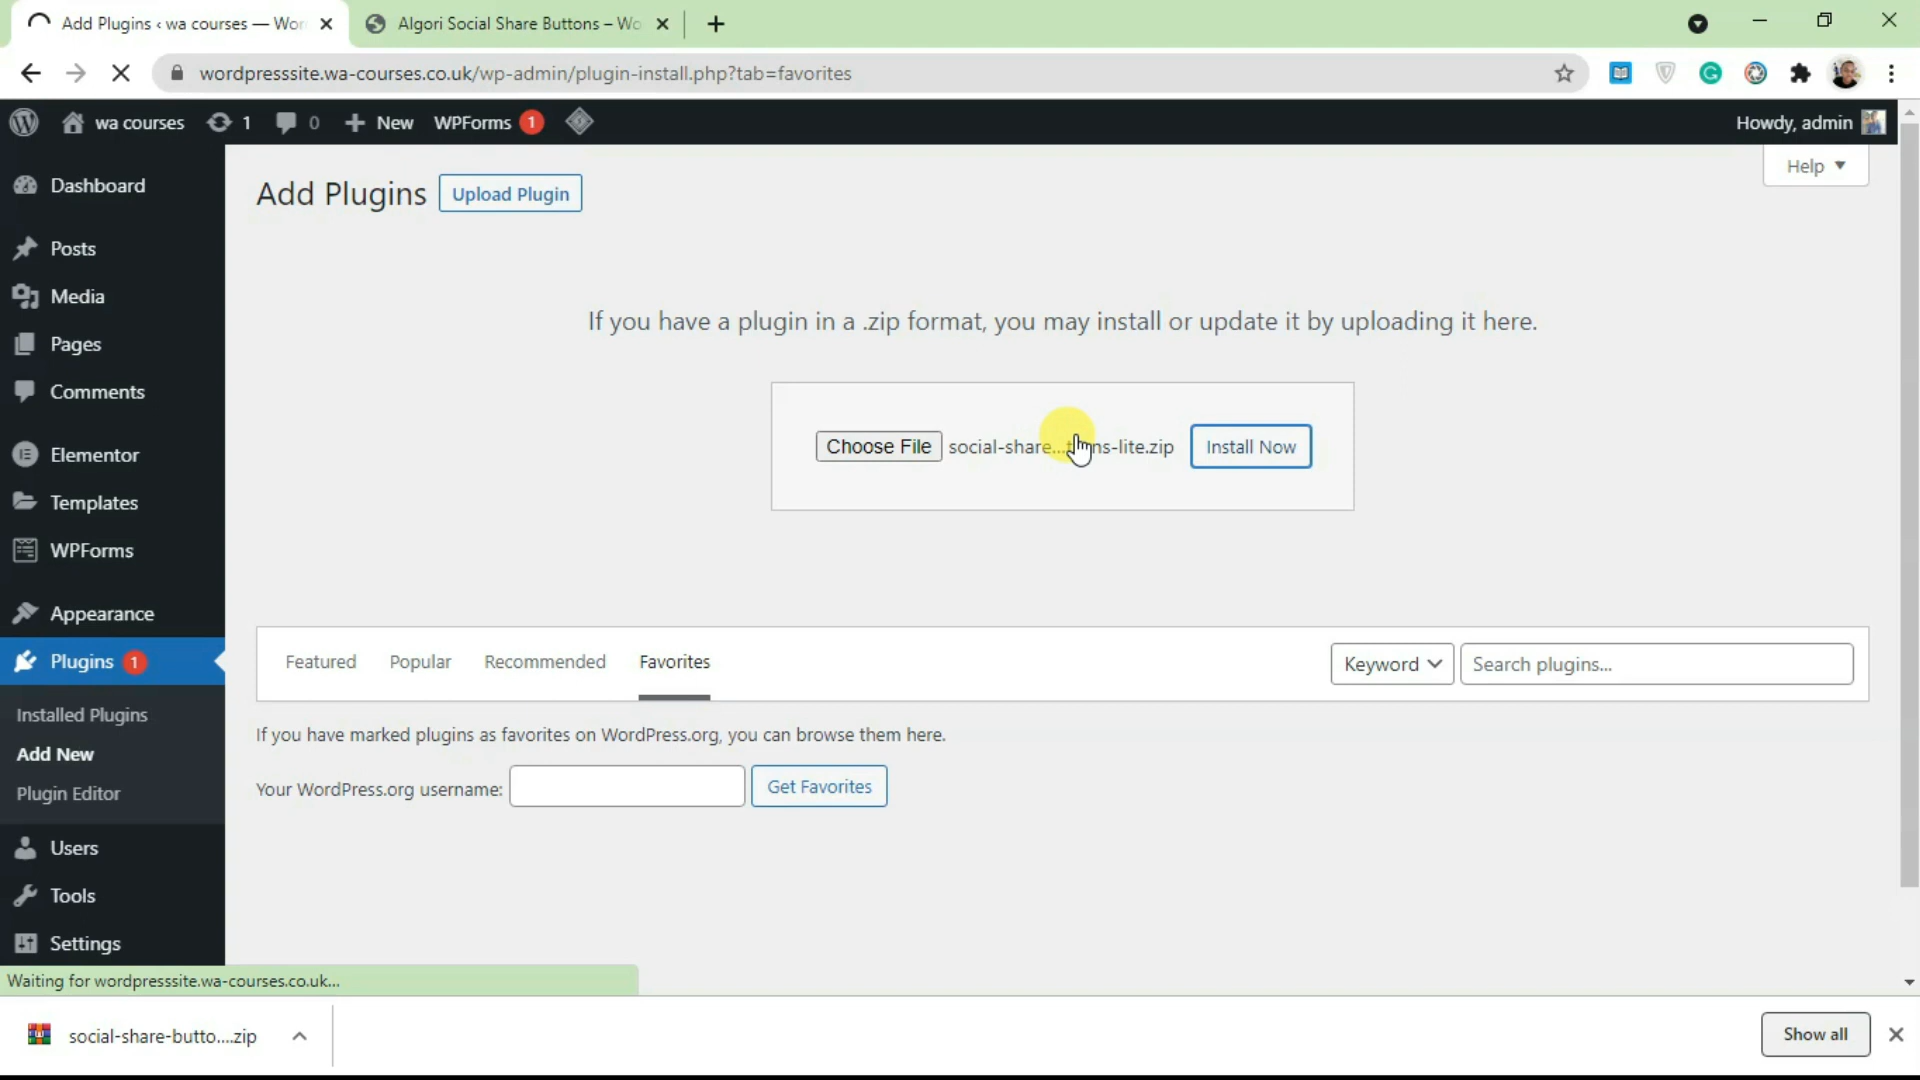 Add Plugins ‹ wa courses — Wor
Algori Social Share Buttons – Wo
wordpresssite.wa-courses.co.uk/wp-admin/plugin-install.php?tab=favorites
wa courses 1 0 New WPForms 1 Howdy, admin
Help
Dashboard
Posts
Media
Pages
Comments
Elementor
Templates
WPForms
Appearance
Plugins 1
Installed Plugins
Add New
Plugin Editor
Users
Tools
Settings
Add Plugins Upload Plugin
If you have a plugin in a .zip format, you may install or update it by uploading it here.
Choose File social-share...ns-lite.zip Install Now
Featured Popular Recommended Favorites Keyword Search plugins...
If you have marked plugins as favorites on WordPress.org, you can browse them here.
Your WordPress.org username: Get Favorites
Waiting for wordpresssite.wa-courses.co.uk...
social-share-butto....zip Show all